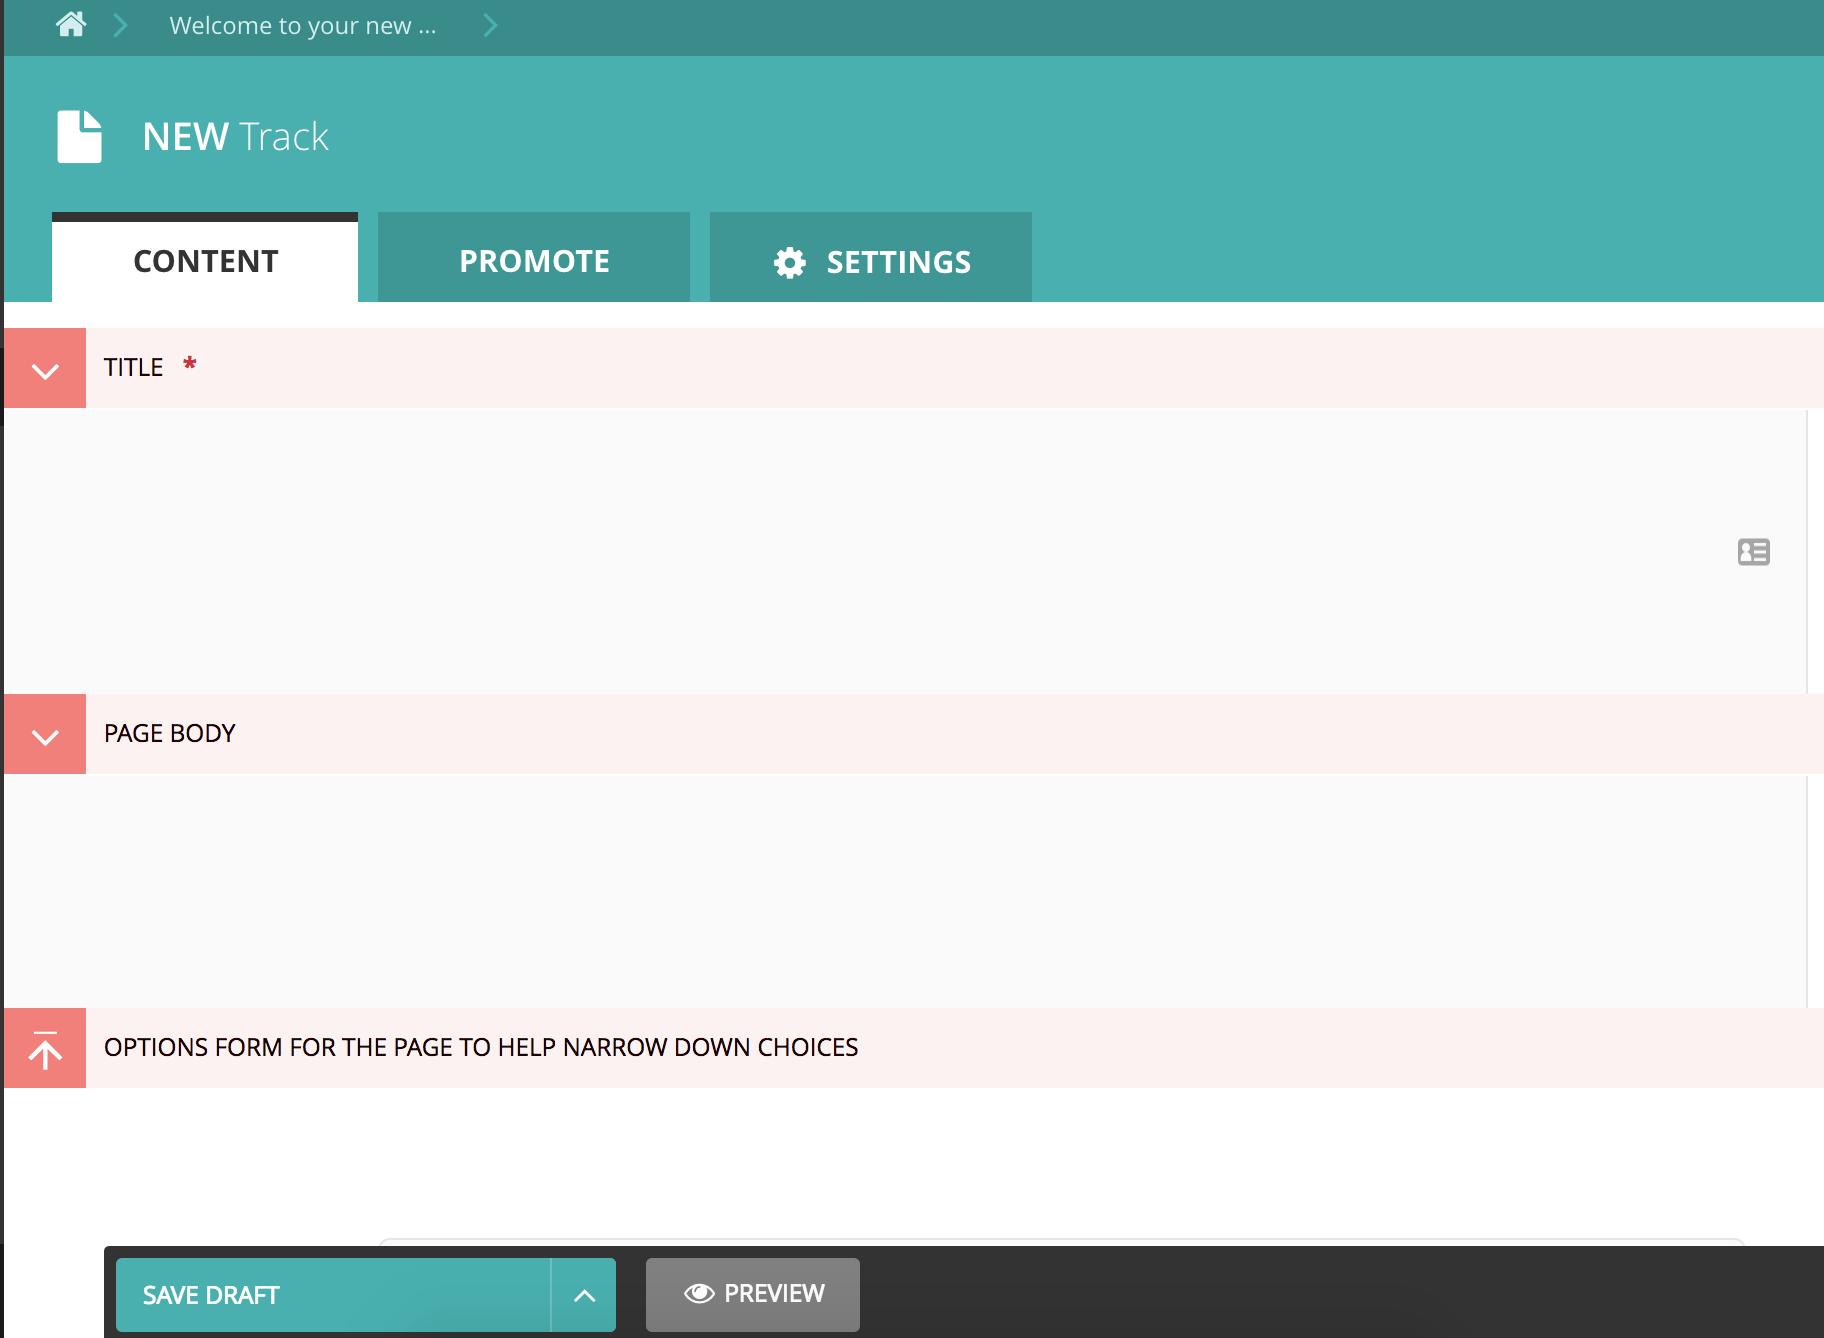 Welcome to your new ...
NEW Track
CONTENT PROMOTE SETTINGS
TITLE *
PAGE BODY
OPTIONS FORM FOR THE PAGE TO HELP NARROW DOWN CHOICES
SAVE DRAFT PREVIEW